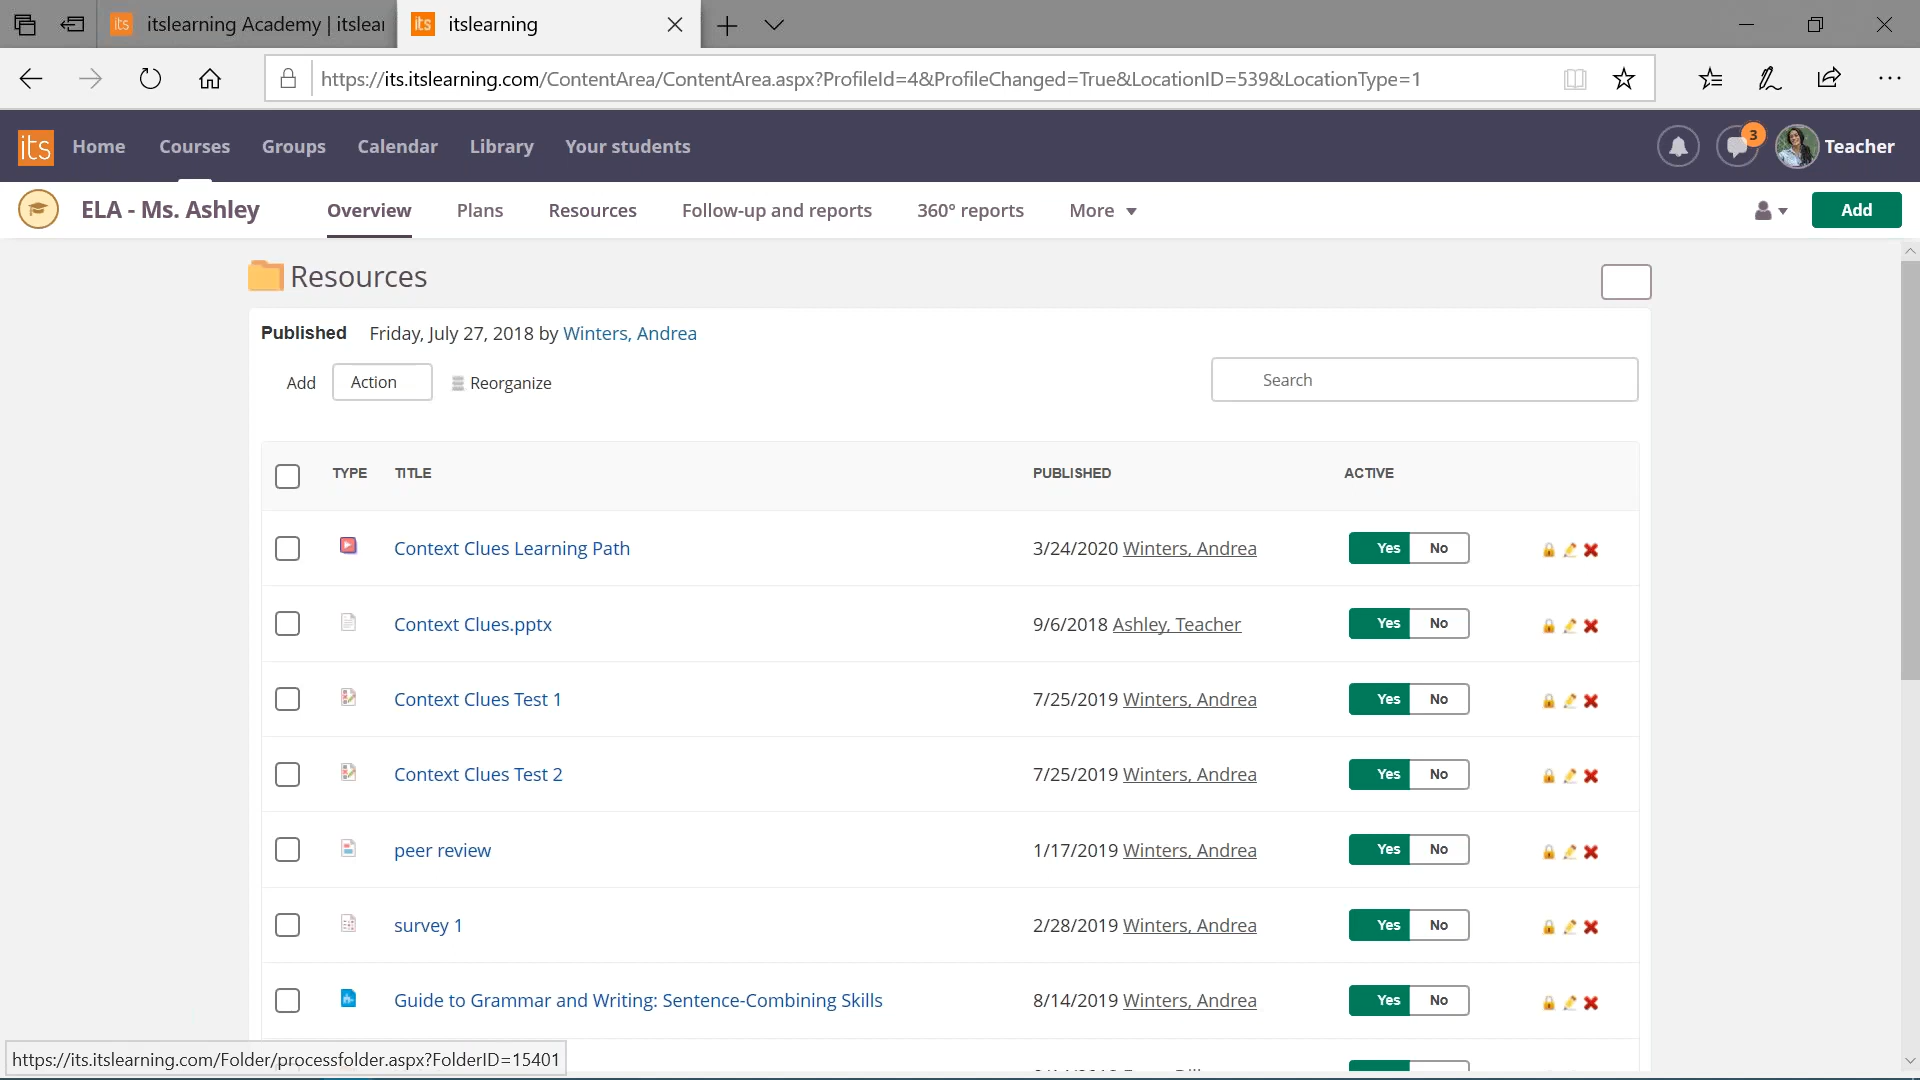 its itslearning Academy | itslear
its itslearning
https://its.itslearning.com/ContentArea/ContentArea.aspx?ProfileId=4&ProfileChanged=True&LocationID=539&LocationType=1
its Home Courses Groups Calendar Library Your students 3 Teacher
ELA - Ms. Ashley Overview Plans Resources Follow-up and reports 360° reports More Add
Resources
Published Friday, July 27, 2018 by Winters, Andrea
Add Action Reorganize Search
TYPE TITLE PUBLISHED ACTIVE
Context Clues Learning Path 3/24/2020 Winters, Andrea Yes No
Context Clues.pptx 9/6/2018 Ashley, Teacher Yes No
Context Clues Test 1 7/25/2019 Winters, Andrea Yes No
Context Clues Test 2 7/25/2019 Winters, Andrea Yes No
peer review 1/17/2019 Winters, Andrea Yes No
survey 1 2/28/2019 Winters, Andrea Yes No
Guide to Grammar and Writing: Sentence-Combining Skills 8/14/2019 Winters, Andrea Yes No
https://its.itslearning.com/Folder/processfolder.aspx?FolderID=15401